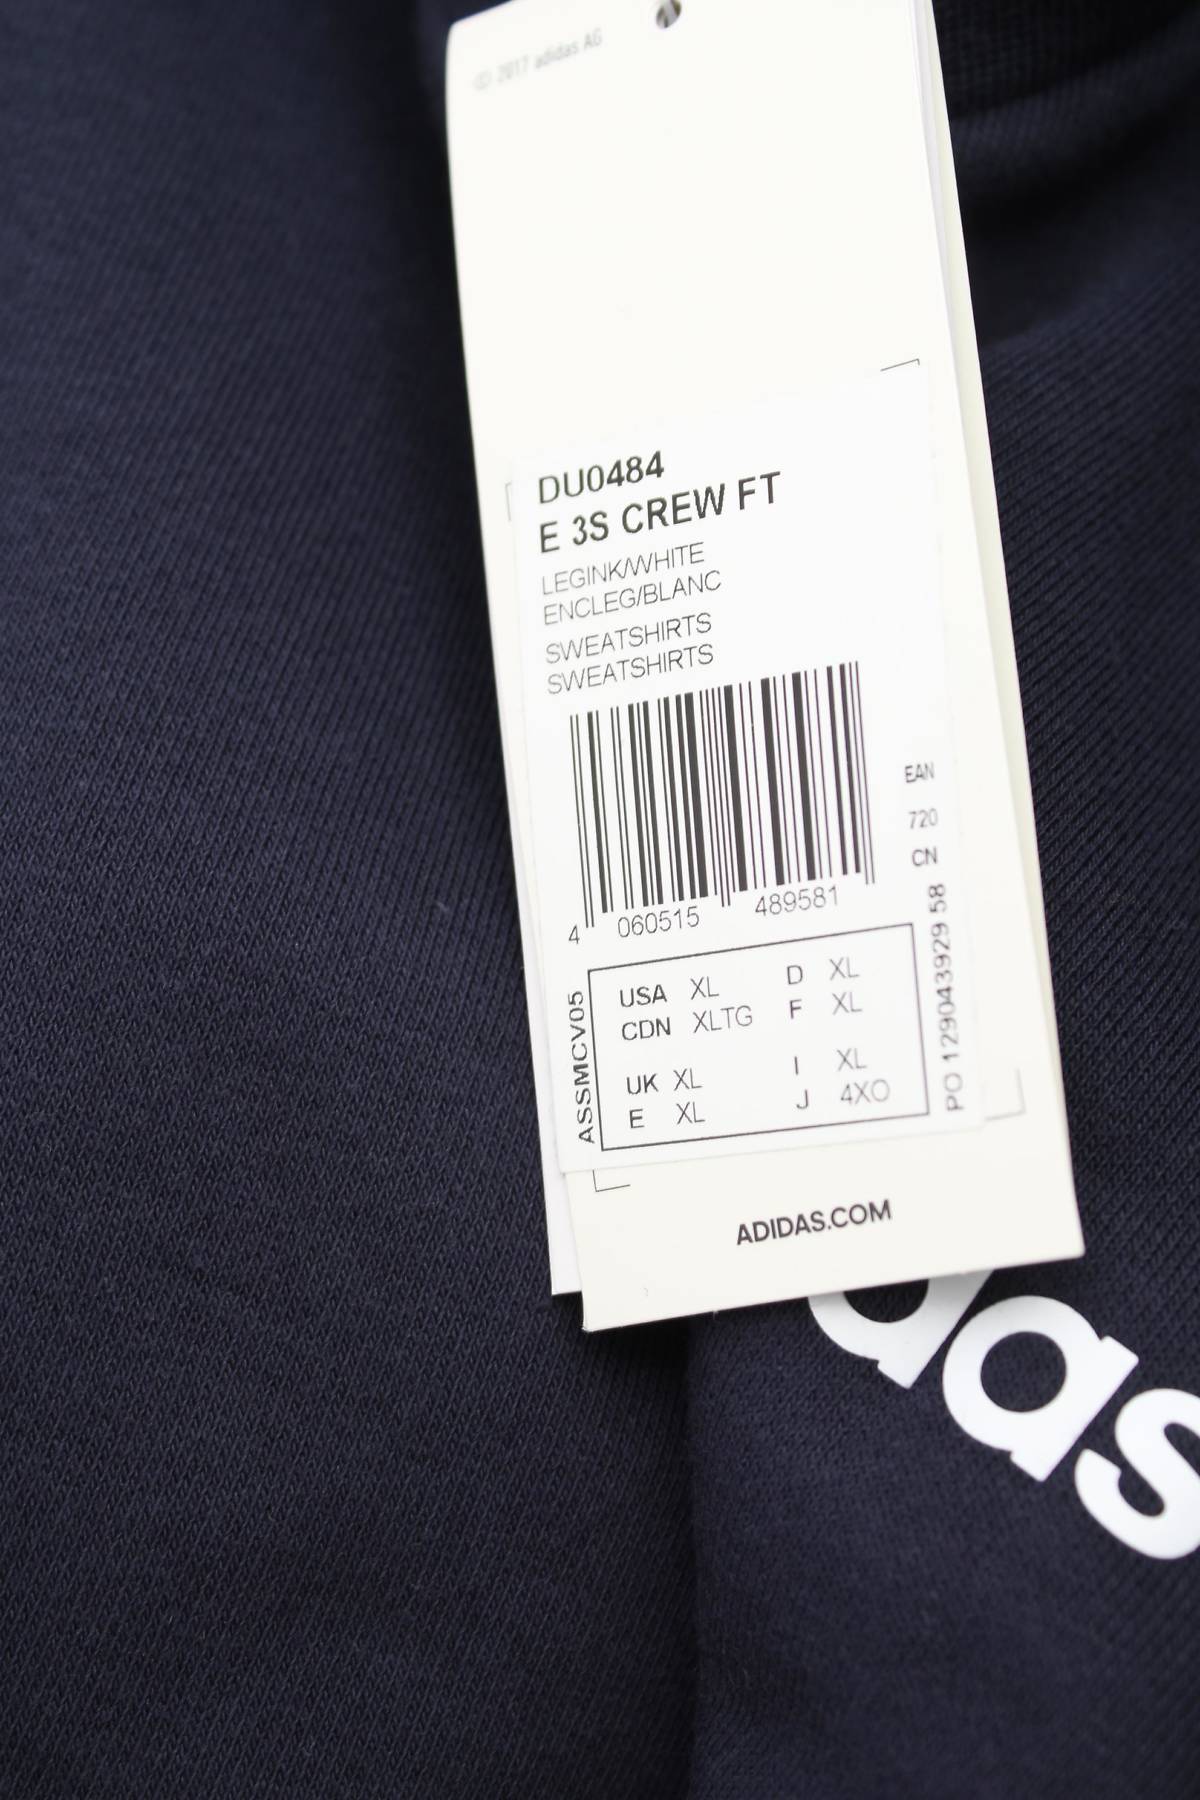 © 2017 adidas AG
DU0484
E 3S CREW FT
LEGINK/WHITE
ENCLEG/BLANC
SWEATSHIRTS
SWEATSHIRTS
EAN
720
CN
4 060515 489581
USA XL D XL
CDN XLTG F XL
UK XL I XL
E XL J 4XO
ASSMCV05
PO 129043929 58
ADIDAS.COM
das